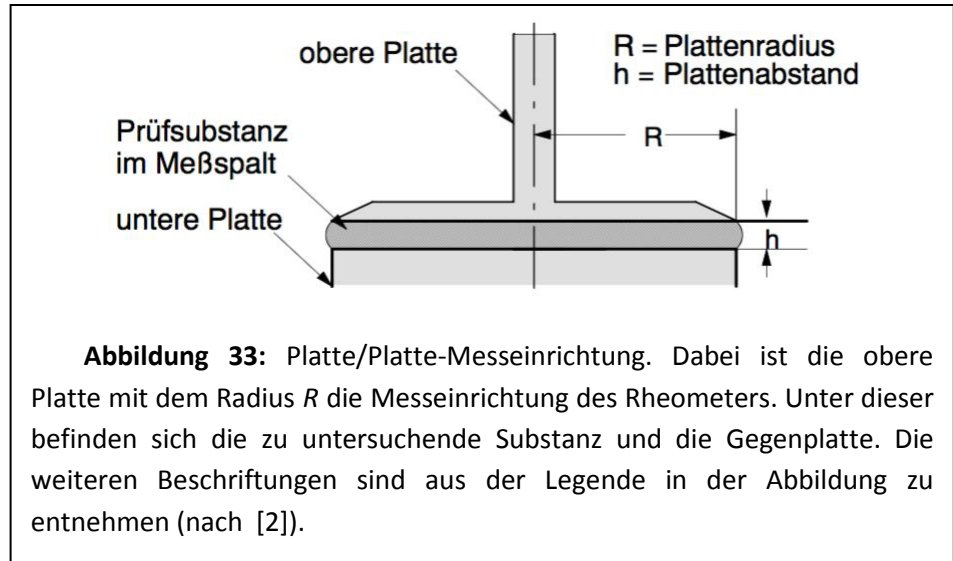 obere Platte
R = Plattenradius
h = Plattenabstand
Prüfsubstanz
im Meßspalt
R
untere Platte
h
Abbildung 33: Platte/Platte-Messeinrichtung. Dabei ist die obere
Platte mit dem Radius R die Messeinrichtung des Rheometers. Unter dieser
befinden sich die zu untersuchende Substanz und die Gegenplatte. Die
weiteren Beschriftungen sind aus der Legende in der Abbildung zu
entnehmen (nach [2]).